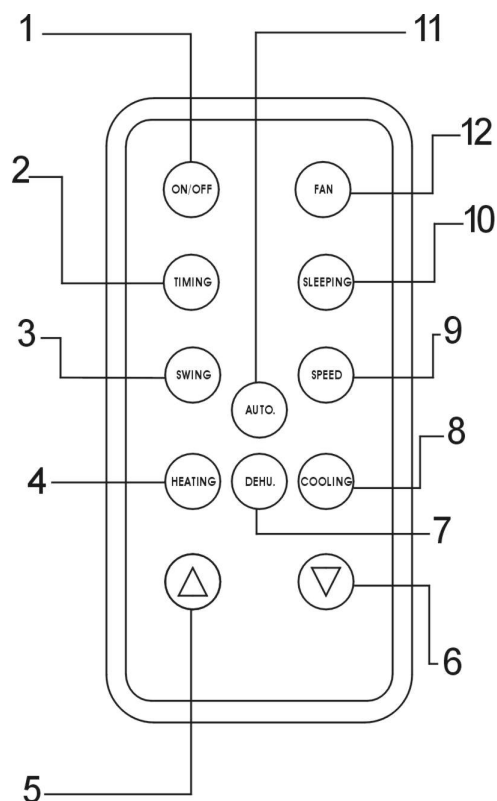 1 11
12
ON/OFF FAN
2 10
TIMING SLEEPING
3 9
SWING SPEED
AUTO.
8
4 HEATING DEHU. COOLING
7
6
5